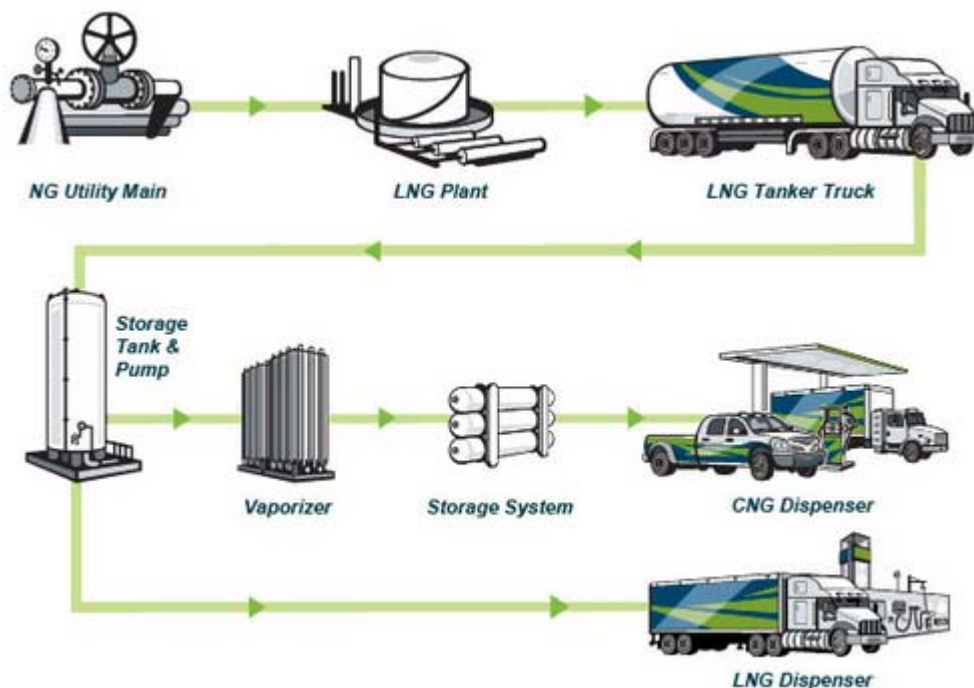 NG Utility Main
LNG Plant
LNG Tanker Truck
Storage
Tank &
Pump
Vaporizer
Storage System
CNG Dispenser
LNG Dispenser